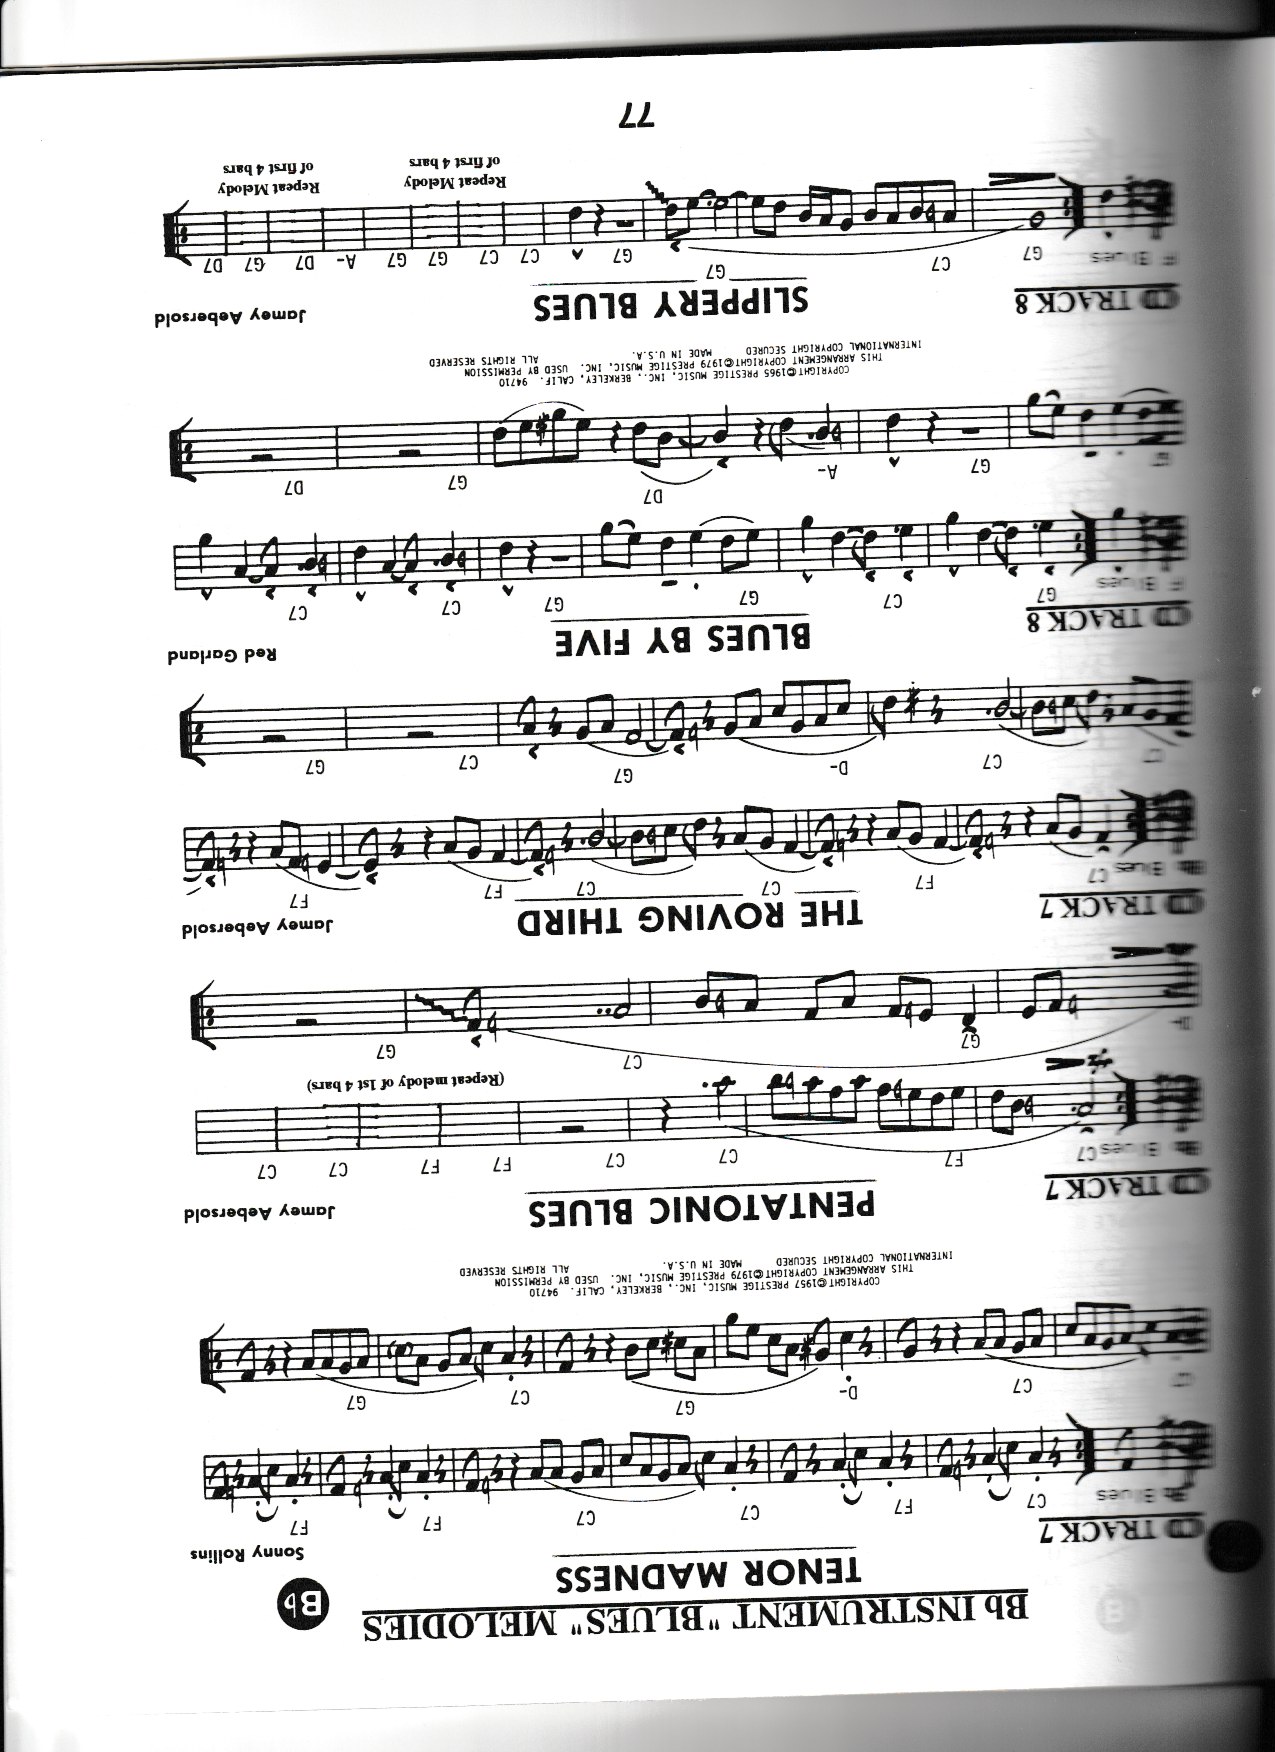 Bb INSTRUMENT "BLUES" MELODIES
Bb
TENOR MADNESS
Sonny Rollins
CD TRACK 7
Bb Blues
C7 F7 C7 C7 F7 F7
C7 C7 D- G7 C7 G7
COPYRIGHT©1957 PRESTIGE MUSIC, INC., BERKELEY, CALIF. 94710
THIS ARRANGEMENT COPYRIGHT©1979 PRESTIGE MUSIC, INC. USED BY PERMISSION
INTERNATIONAL COPYRIGHT SECURED MADE IN U.S.A. ALL RIGHTS RESERVED
PENTATONIC BLUES
Jamey Aebersold
CD TRACK 7
Bb Blues
C7 F7 C7 C7 F7 F7 C7 C7
(Repeat melody of 1st 4 bars)
D- G7 C7 G7
THE ROVING THIRD
Jamey Aebersold
CD TRACK 7
Bb Blues
C7 F7 C7 C7 F7 F7
C7 C7 D- G7 C7 G7
BLUES BY FIVE
Red Garland
CD TRACK 8
F Blues
G7 C7 G7 G7 C7 C7
G7 G7 A- D7 G7 D7
COPYRIGHT©1965 PRESTIGE MUSIC, INC., BERKELEY, CALIF. 94710
THIS ARRANGEMENT COPYRIGHT©1979 PRESTIGE MUSIC, INC. USED BY PERMISSION
INTERNATIONAL COPYRIGHT SECURED MADE IN U.S.A. ALL RIGHTS RESERVED
SLIPPERY BLUES
Jamey Aebersold
CD TRACK 8
F Blues
G7 C7 G7 G7 C7 C7 G7 G7 A- D7 G7 D7
Repeat Melody
of first 4 bars
Repeat Melody
of first 4 bars
77